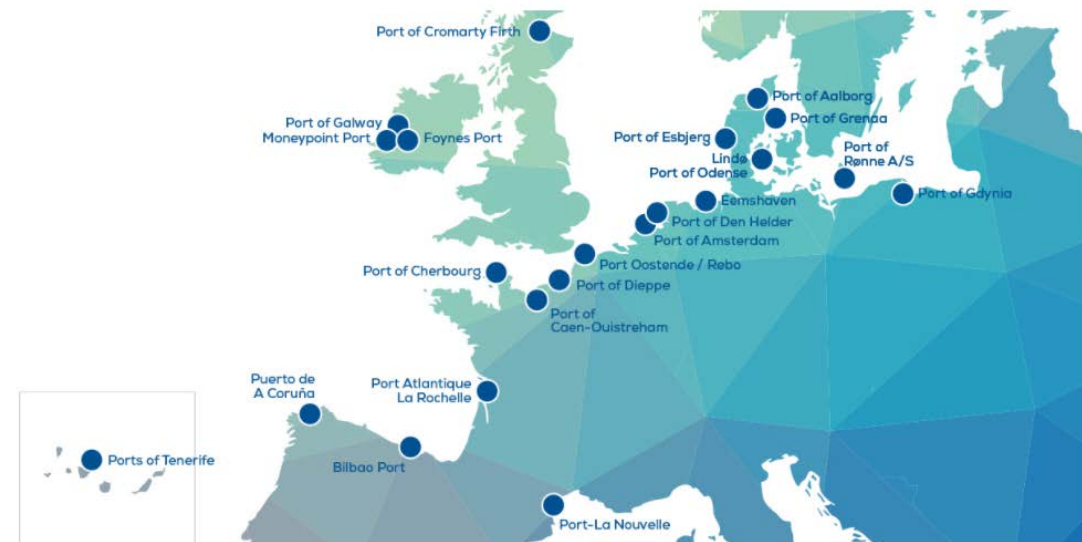 Port of Cromarty Firth
Port of Galway
Moneypoint Port
Foynes Port
Port of Aalborg
Port of Grenaa
Port of Esbjerg
Lindø
Port of Odense
Port of
Rønne A/S
Port of Gdynia
Eemshaven
Port of Den Helder
Port of Amsterdam
Port Oostende / Rebo
Port of Cherbourg
Port of Dieppe
Port of
Caen-Ouistreham
Puerto de
A Coruña
Port Atlantique
La Rochelle
Ports of Tenerife
Bilbao Port
Port-La Nouvelle